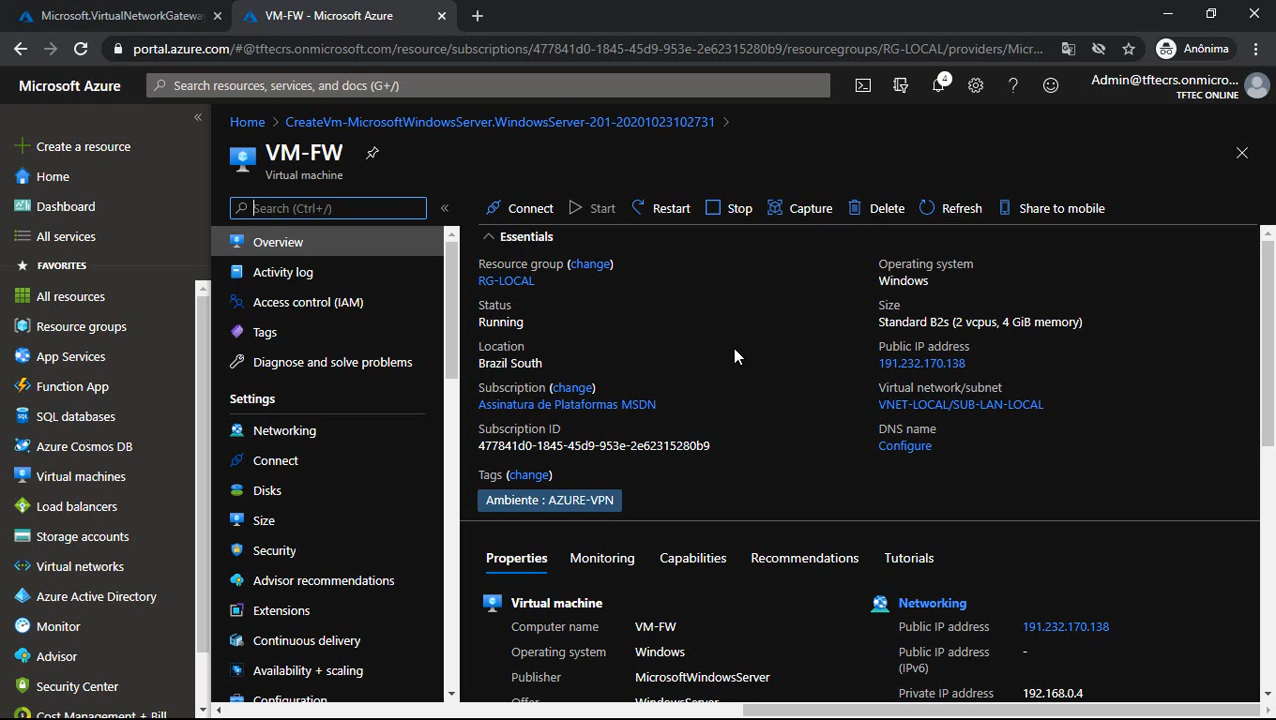 Microsoft.VirtualNetworkGateway
VM-FW - Microsoft Azure
portal.azure.com/#@tftecrs.onmicrosoft.com/resource/subscriptions/477841d0-1845-45d9-953e-2e62315280b9/resourcegroups/RG-LOCAL/providers/Micr...
Anônima
Microsoft Azure
Search resources, services, and docs (G+/)
4
Admin@tftecrs.onmicro...
TFTEC ONLINE
Create a resource
Home
Dashboard
All services
FAVORITES
All resources
Resource groups
App Services
Function App
SQL databases
Azure Cosmos DB
Virtual machines
Load balancers
Storage accounts
Virtual networks
Azure Active Directory
Monitor
Advisor
Security Center
Cost Management + Bill
Home > CreateVm-MicrosoftWindowsServer.WindowsServer-201-20201023102731 >
VM-FW
Virtual machine
Search (Ctrl+/)
Overview
Activity log
Access control (IAM)
Tags
Diagnose and solve problems
Settings
Networking
Connect
Disks
Size
Security
Advisor recommendations
Extensions
Continuous delivery
Availability + scaling
Configuration
Connect Start Restart Stop Capture Delete Refresh Share to mobile
Essentials
Resource group (change)
RG-LOCAL
Status
Running
Location
Brazil South
Subscription (change)
Assinatura de Plataformas MSDN
Subscription ID
477841d0-1845-45d9-953e-2e62315280b9
Tags (change)
Ambiente : AZURE-VPN
Operating system
Windows
Size
Standard B2s (2 vcpus, 4 GiB memory)
Public IP address
191.232.170.138
Virtual network/subnet
VNET-LOCAL/SUB-LAN-LOCAL
DNS name
Configure
Properties Monitoring Capabilities Recommendations Tutorials
Virtual machine
Computer name VM-FW
Operating system Windows
Publisher MicrosoftWindowsServer
Offer WindowsServer
Networking
Public IP address 191.232.170.138
Public IP address
(IPv6) -
Private IP address 192.168.0.4